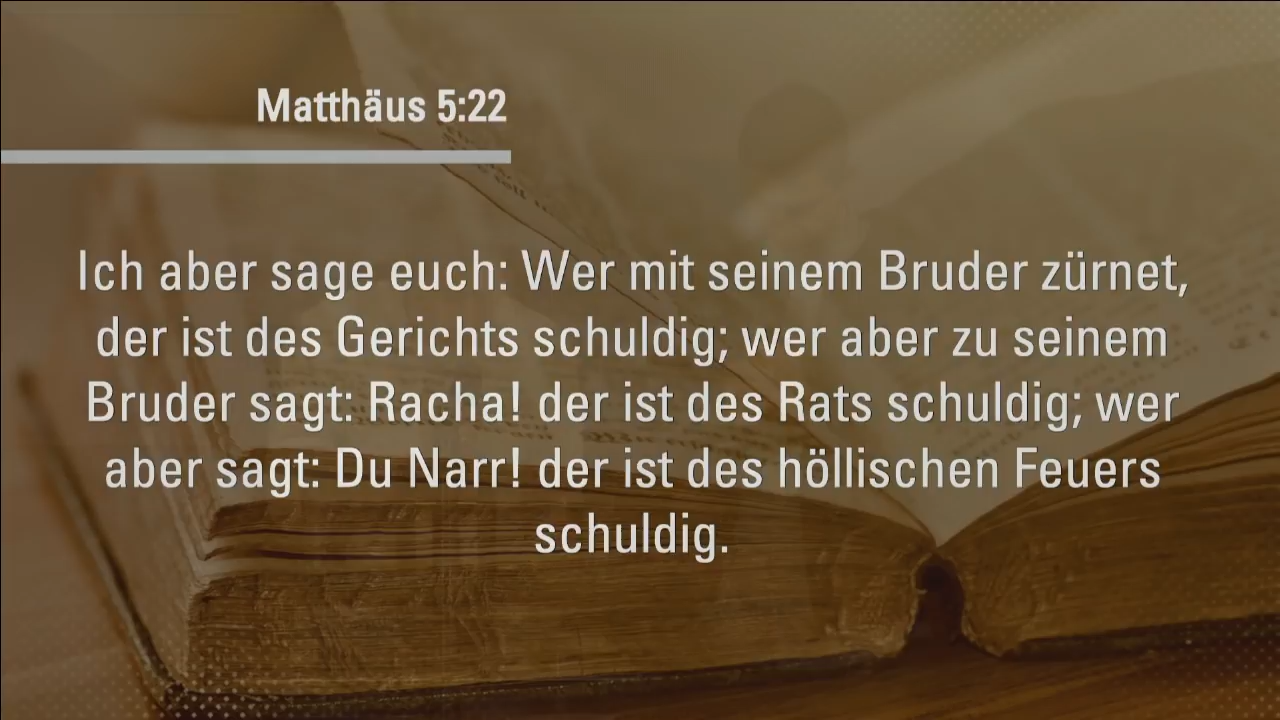 Matthäus 5:22
Ich aber sage euch: Wer mit seinem Bruder zürnet,
der ist des Gerichts schuldig; wer aber zu seinem
Bruder sagt: Racha! der ist des Rats schuldig; wer
aber sagt: Du Narr! der ist des höllischen Feuers
schuldig.